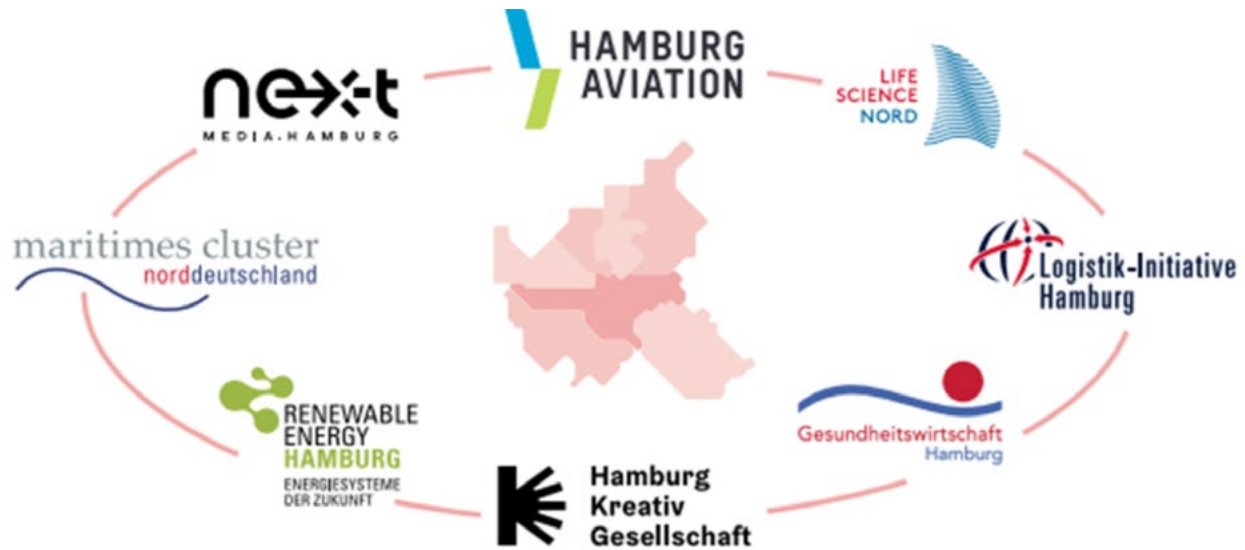 next
MEDIA.HAMBURG
HAMBURG
AVIATION
LIFE
SCIENCE
NORD
maritimes cluster
norddeutschland
Logistik-Initiative
Hamburg
RENEWABLE
ENERGY
HAMBURG
ENERGIESYSTEME
DER ZUKUNFT
Hamburg
Kreativ
Gesellschaft
Gesundheitswirtschaft
Hamburg